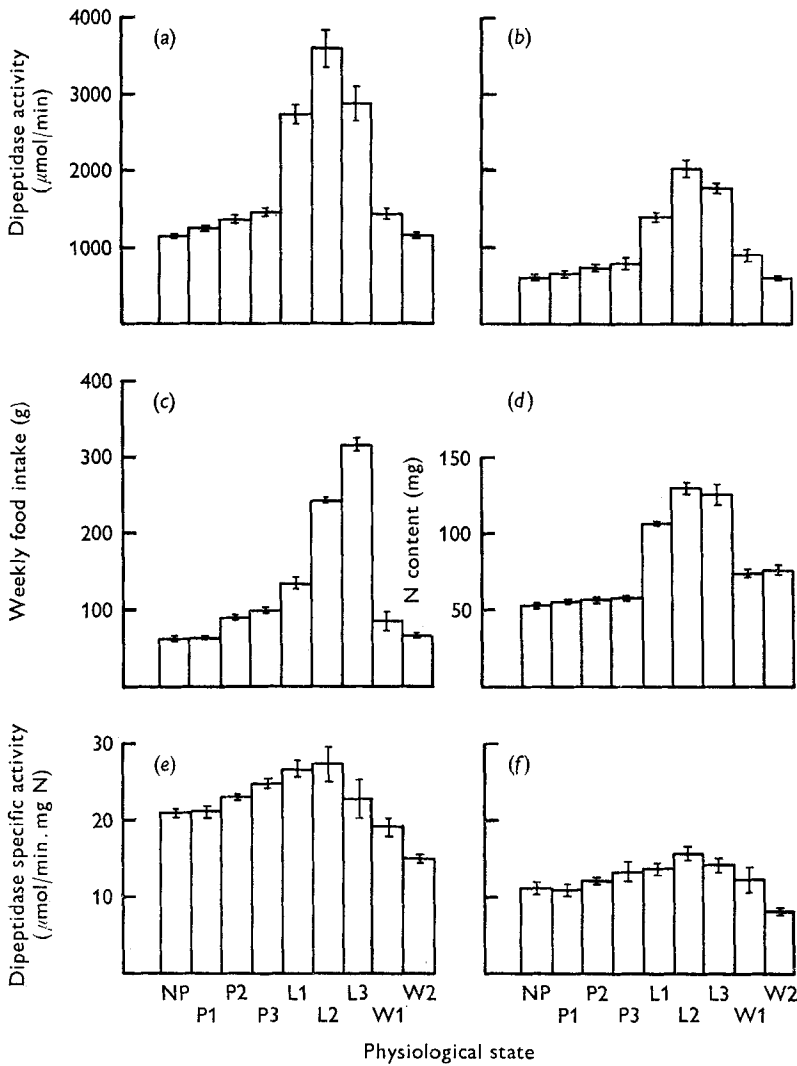 Dipeptidase activity
(μmol/min)
4000
3000
2000
1000
(a)
(b)
Weekly food intake (g)
400
300
200
100
(c)
N content (mg)
150
100
50
(d)
Dipeptidase specific activity
(μmol/min.mg N)
30
20
10
(e)
(f)
NP P2 L1 L3 W2
P1 P3 L2 W1
NP P2 L1 L3 W2
P1 P3 L2 W1
Physiological state